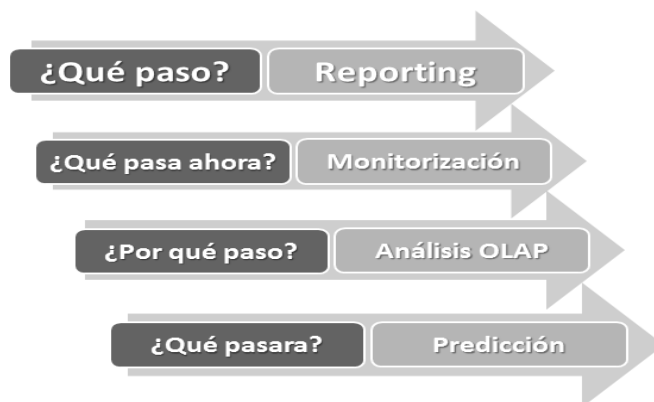 ¿Qué paso? Reporting
¿Qué pasa ahora? Monitorización
¿Por qué paso? Análisis OLAP
¿Qué pasara? Predicción